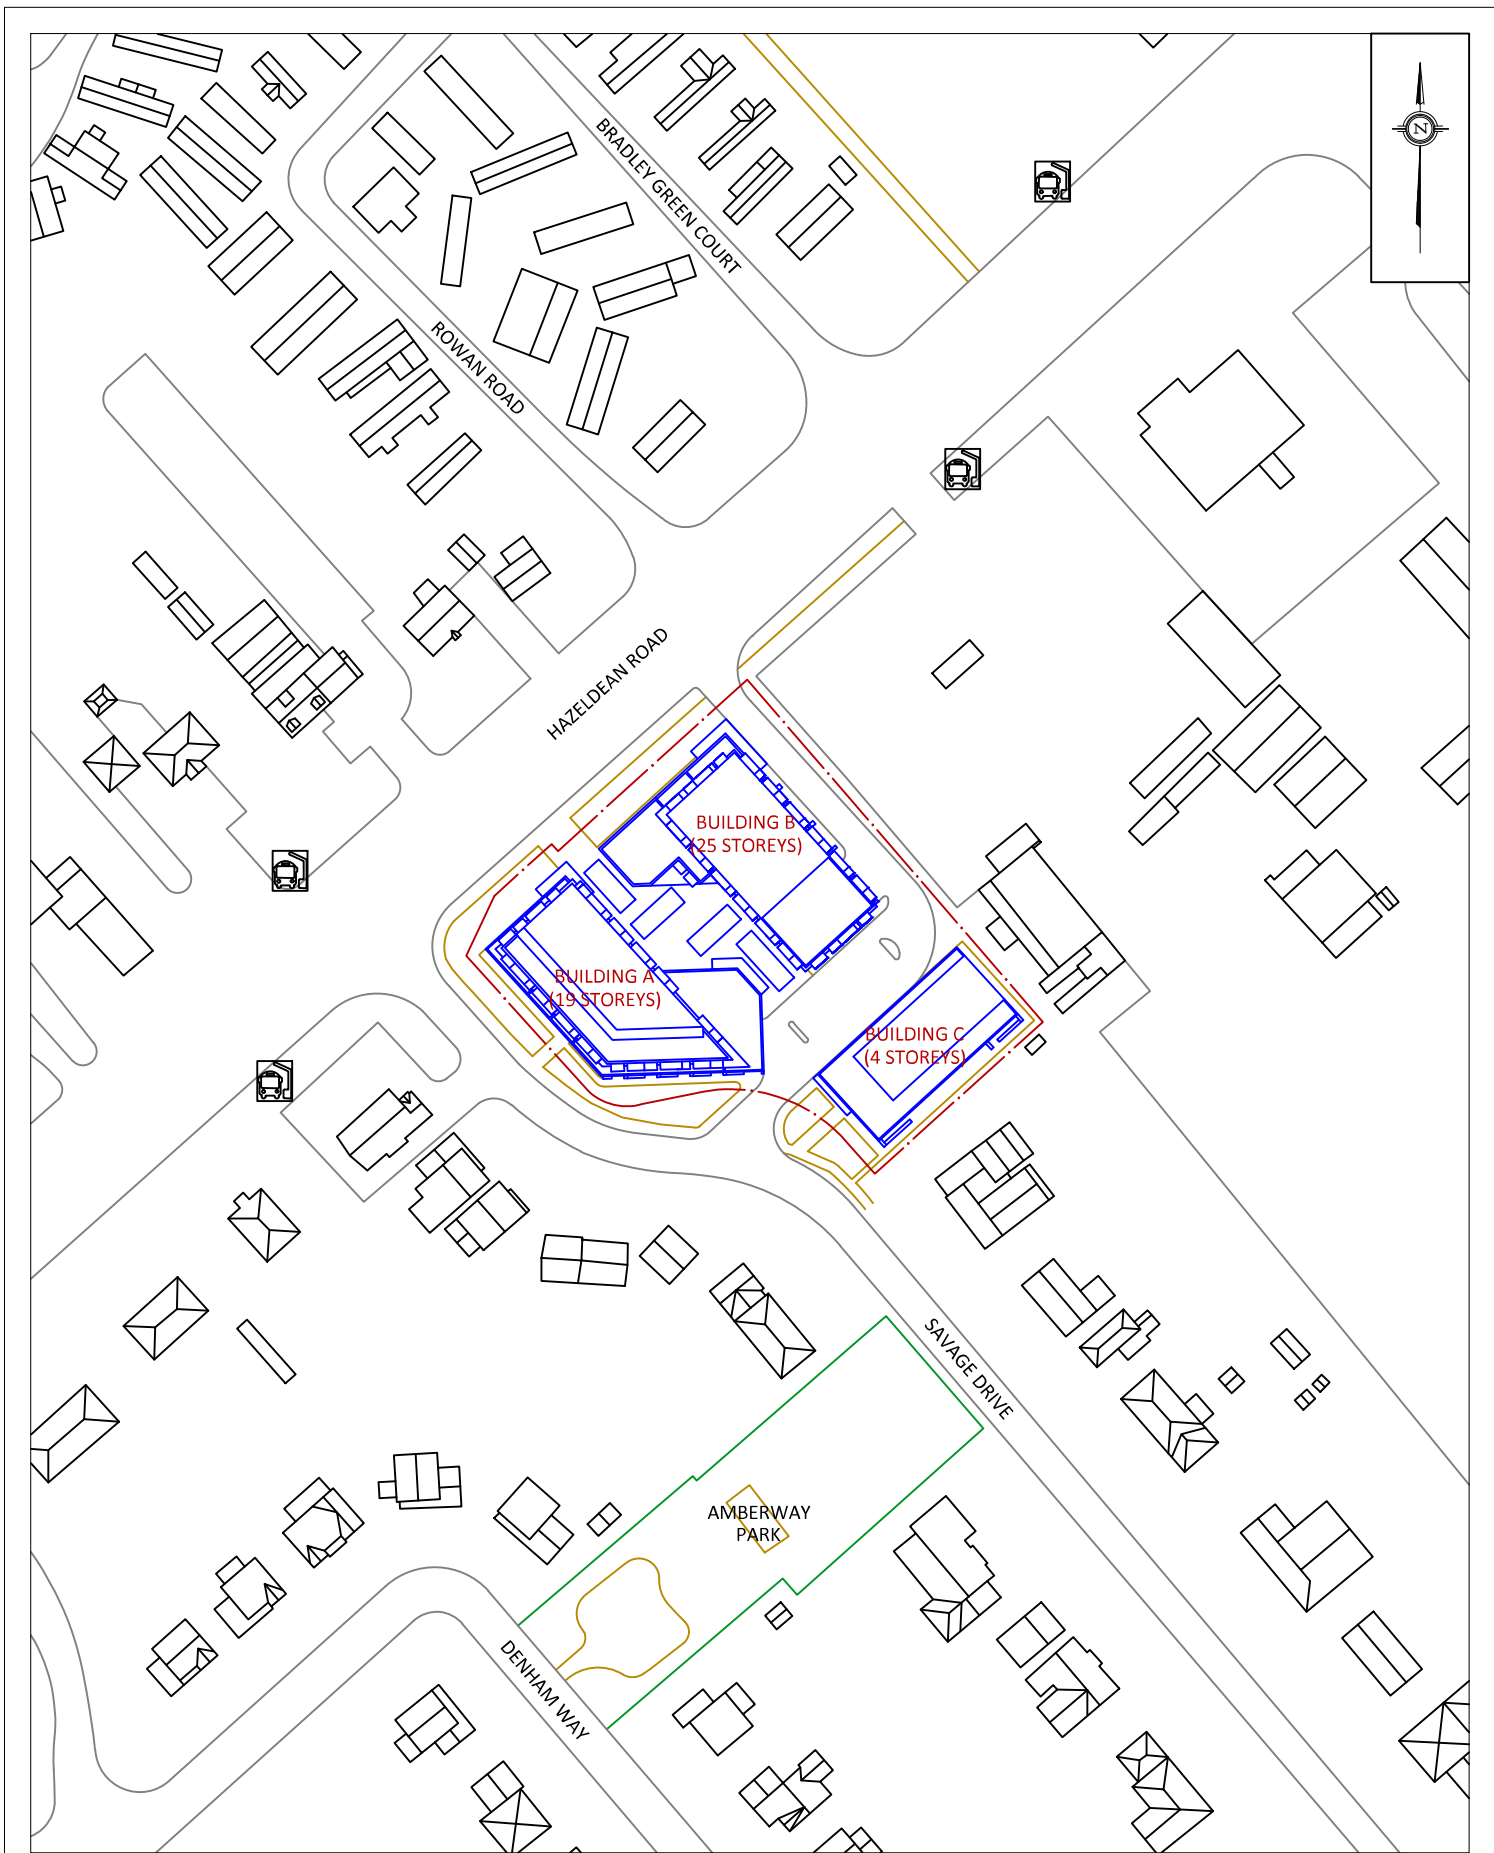 N
BRADLEY GREEN COURT
ROWAN ROAD
HAZELDEAN ROAD
BUILDING B
(25 STOREYS)
BUILDING A
(19 STOREYS)
BUILDING C
(4 STOREYS)
SAVAGE DRIVE
AMBERWAY
PARK
DENHAM WAY